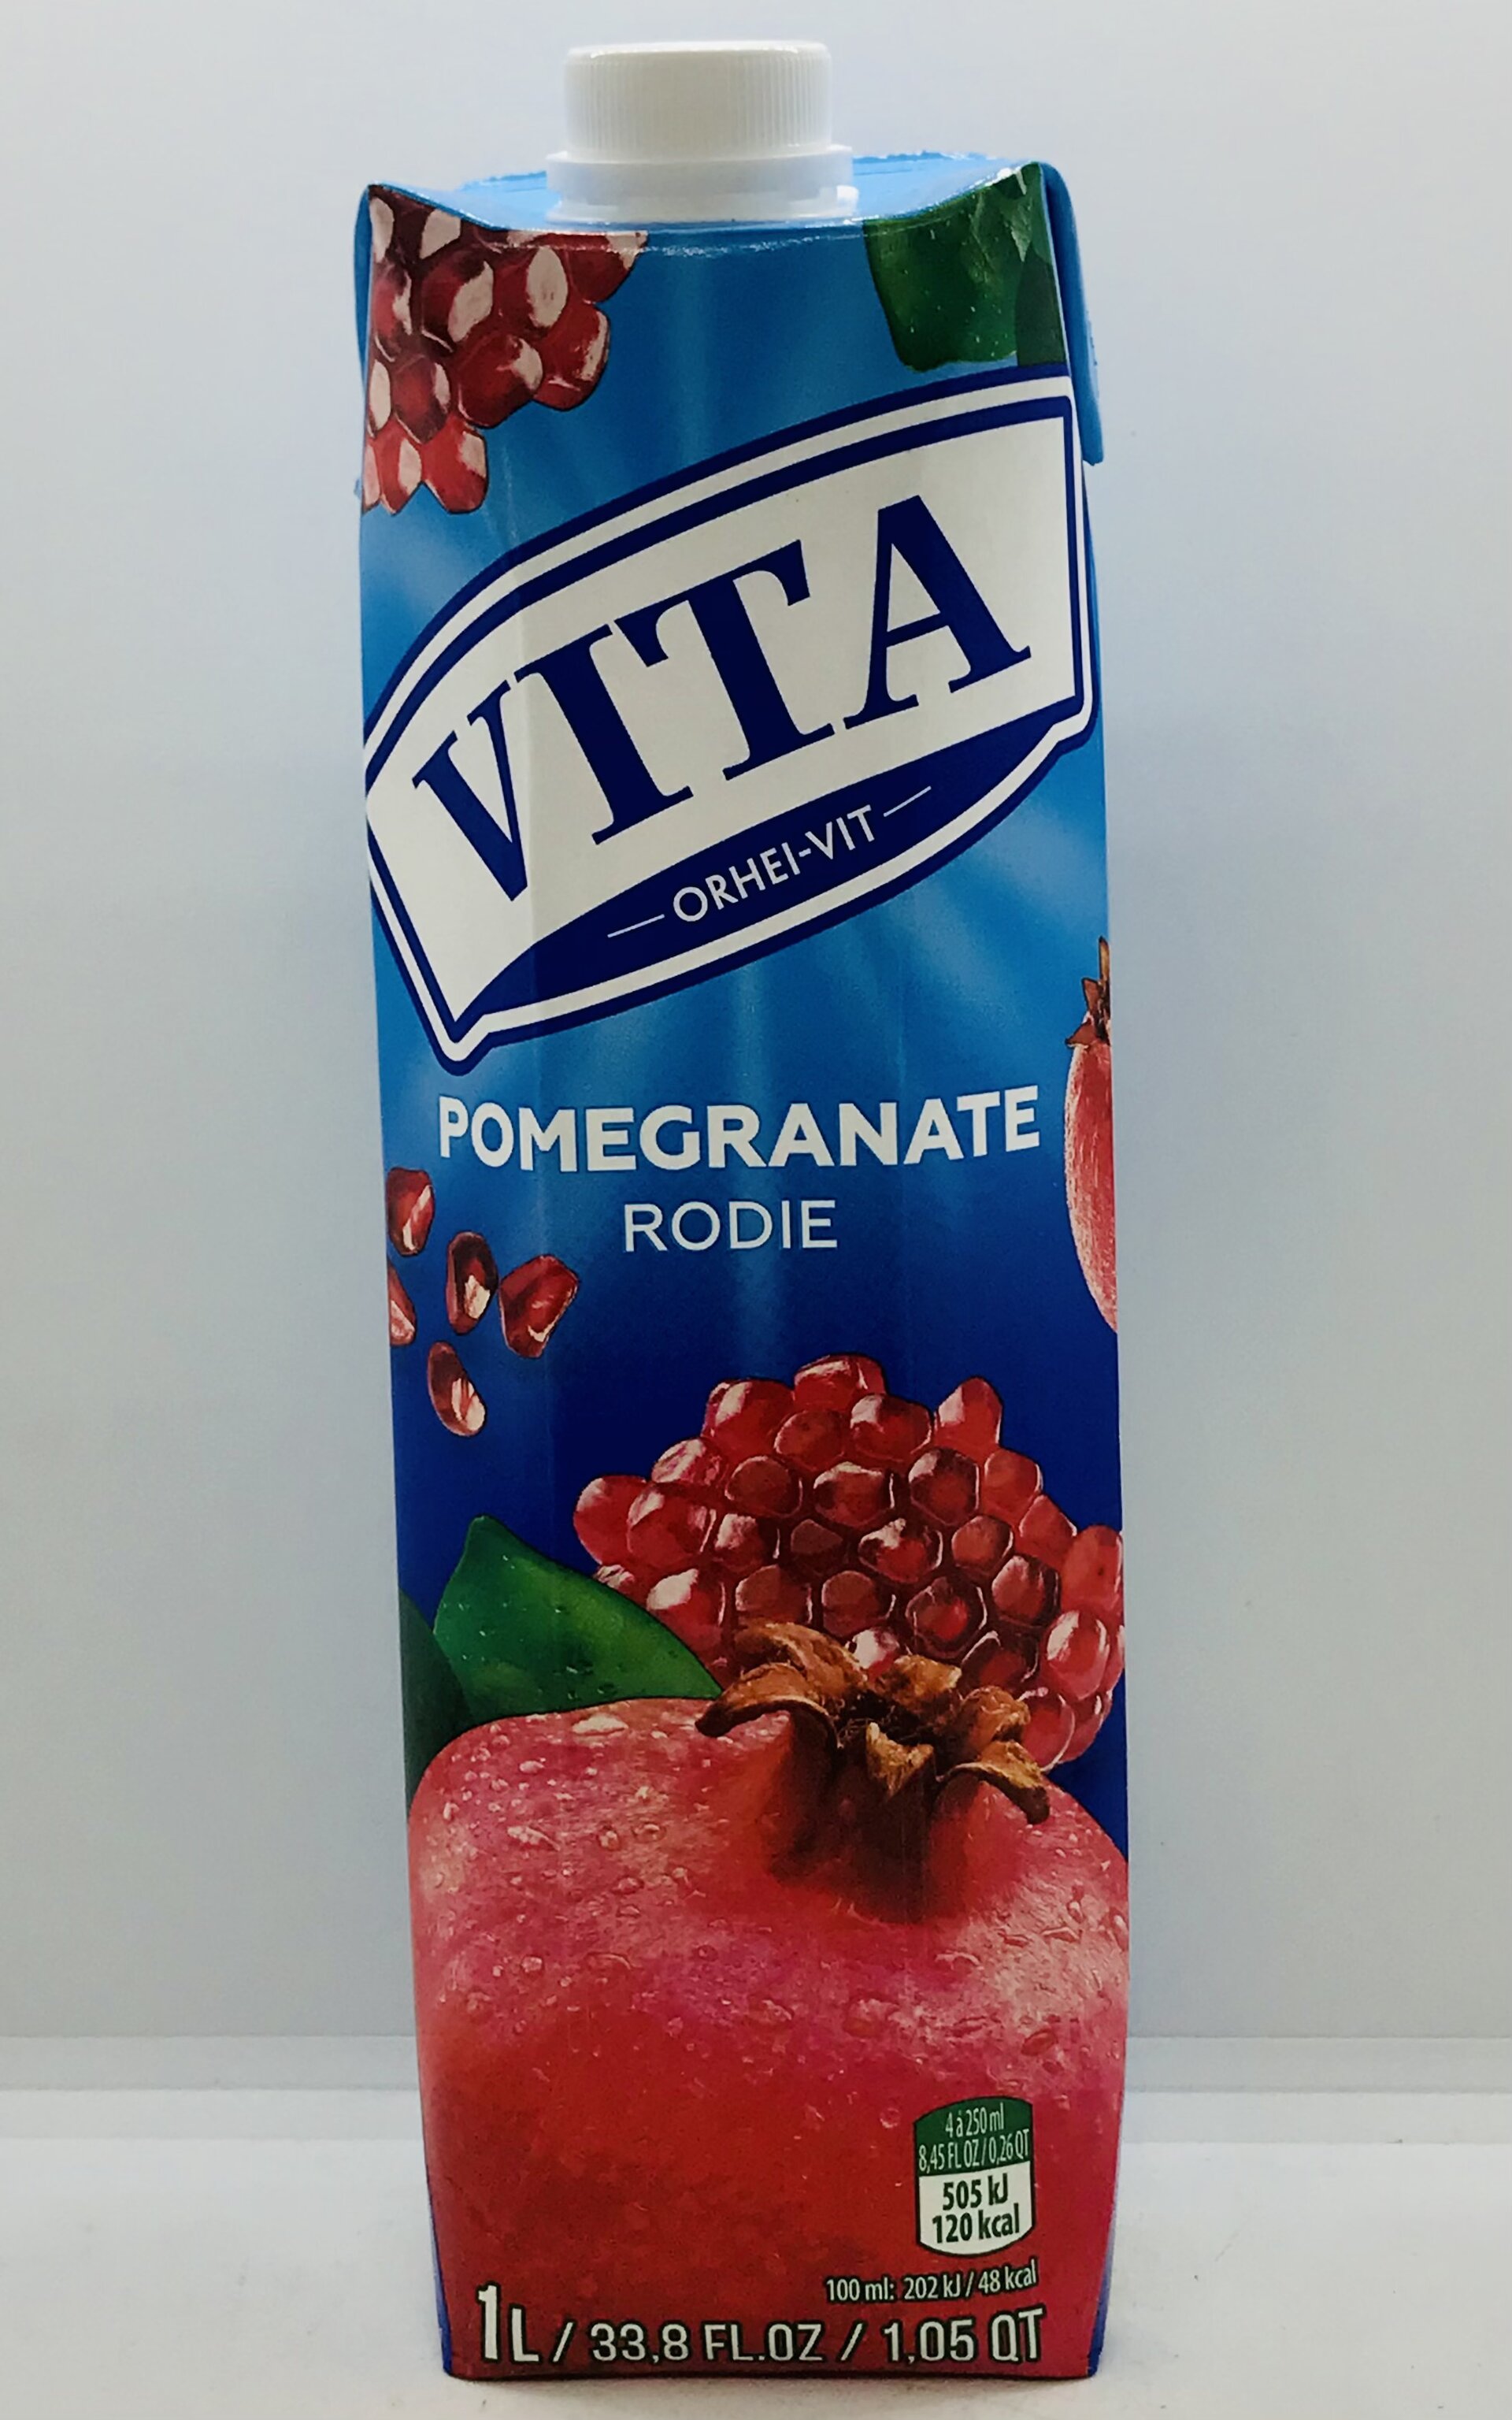 VITA
ORHEI-VIT
POMEGRANATE
RODIE
4 à 250 ml
8,45 FL OZ / 0,26 QT
505 kJ
120 kcal
100 ml: 202 kJ / 48 kcal
1L / 33,8 FL.OZ / 1,05 QT